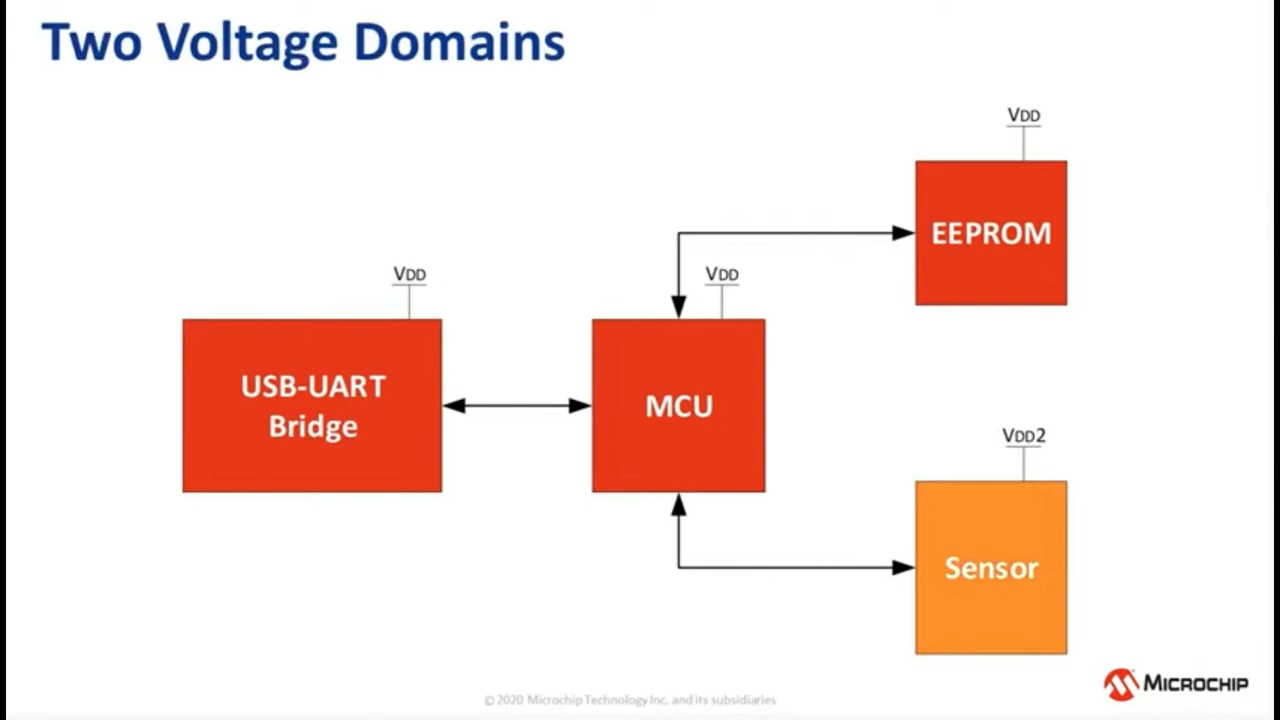 Two Voltage Domains
VDD
EEPROM
VDD
VDD
USB-UART
Bridge
MCU
VDD2
Sensor
MICROCHIP
©2020 Microchip Technology Inc. and its subsidiaries